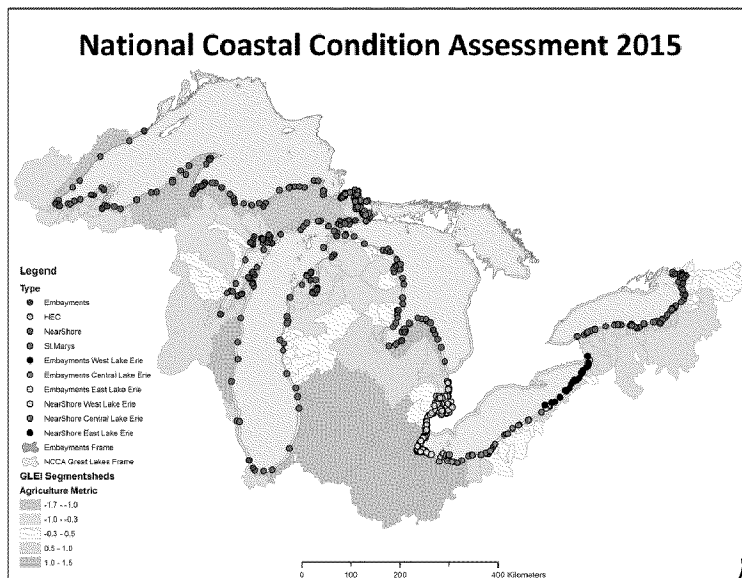 National Coastal Condition Assessment 2015
Legend
Type
Embayments
HEC
NearShore
St.Marys
Embayments West Lake Erie
Embayments Central Lake Erie
Embayments East Lake Erie
NearShore West Lake Erie
NearShore Central Lake Erie
NearShore East Lake Erie
Embayments Frame
NCCA Great Lakes Frame
GLEI Segmentsheds
Agriculture Metric
-1.7 - -1.0
-1.0 - -0.3
-0.3 - 0.5
0.5 - 1.0
1.0 - 1.5
0 100 200 400 Kilometers